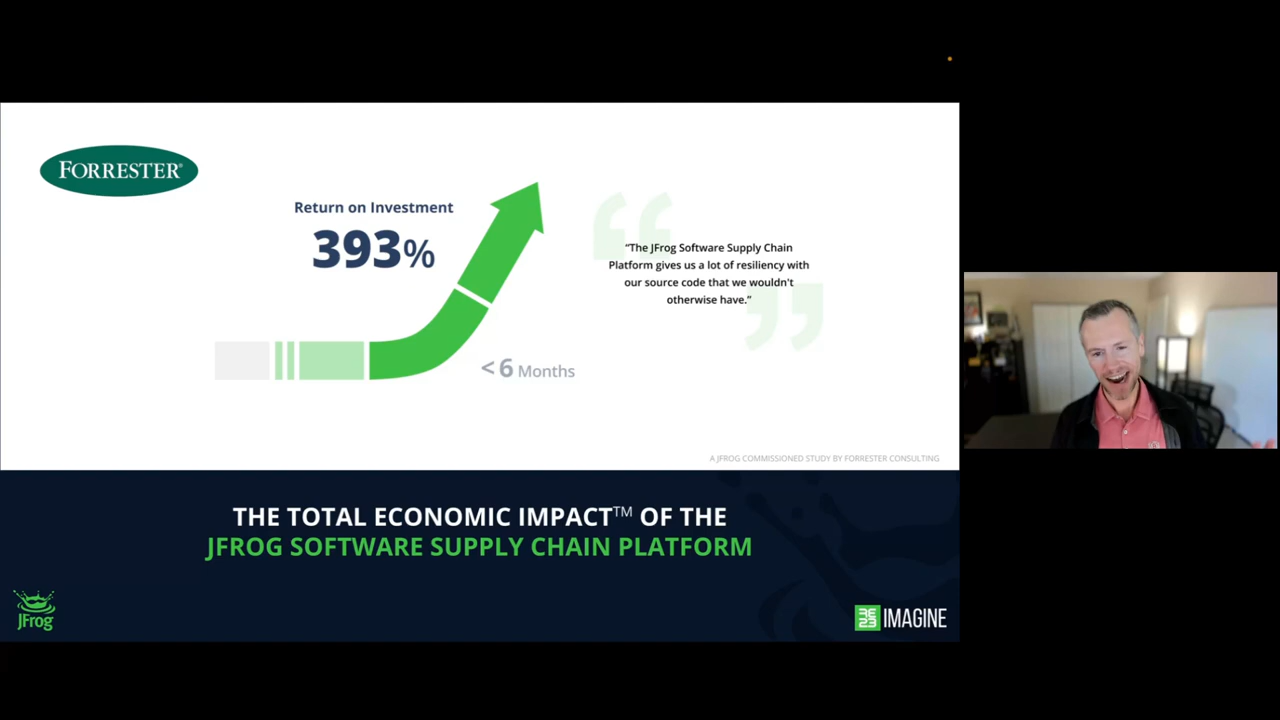 FORRESTER®
Return on Investment
393%
< 6 Months
“The JFrog Software Supply Chain
Platform gives us a lot of resiliency with
our source code that we wouldn't
otherwise have.”
A JFROG COMMISSIONED STUDY BY FORRESTER CONSULTING
THE TOTAL ECONOMIC IMPACT™ OF THE
JFROG SOFTWARE SUPPLY CHAIN PLATFORM
JFrog
RE23 IMAGINE